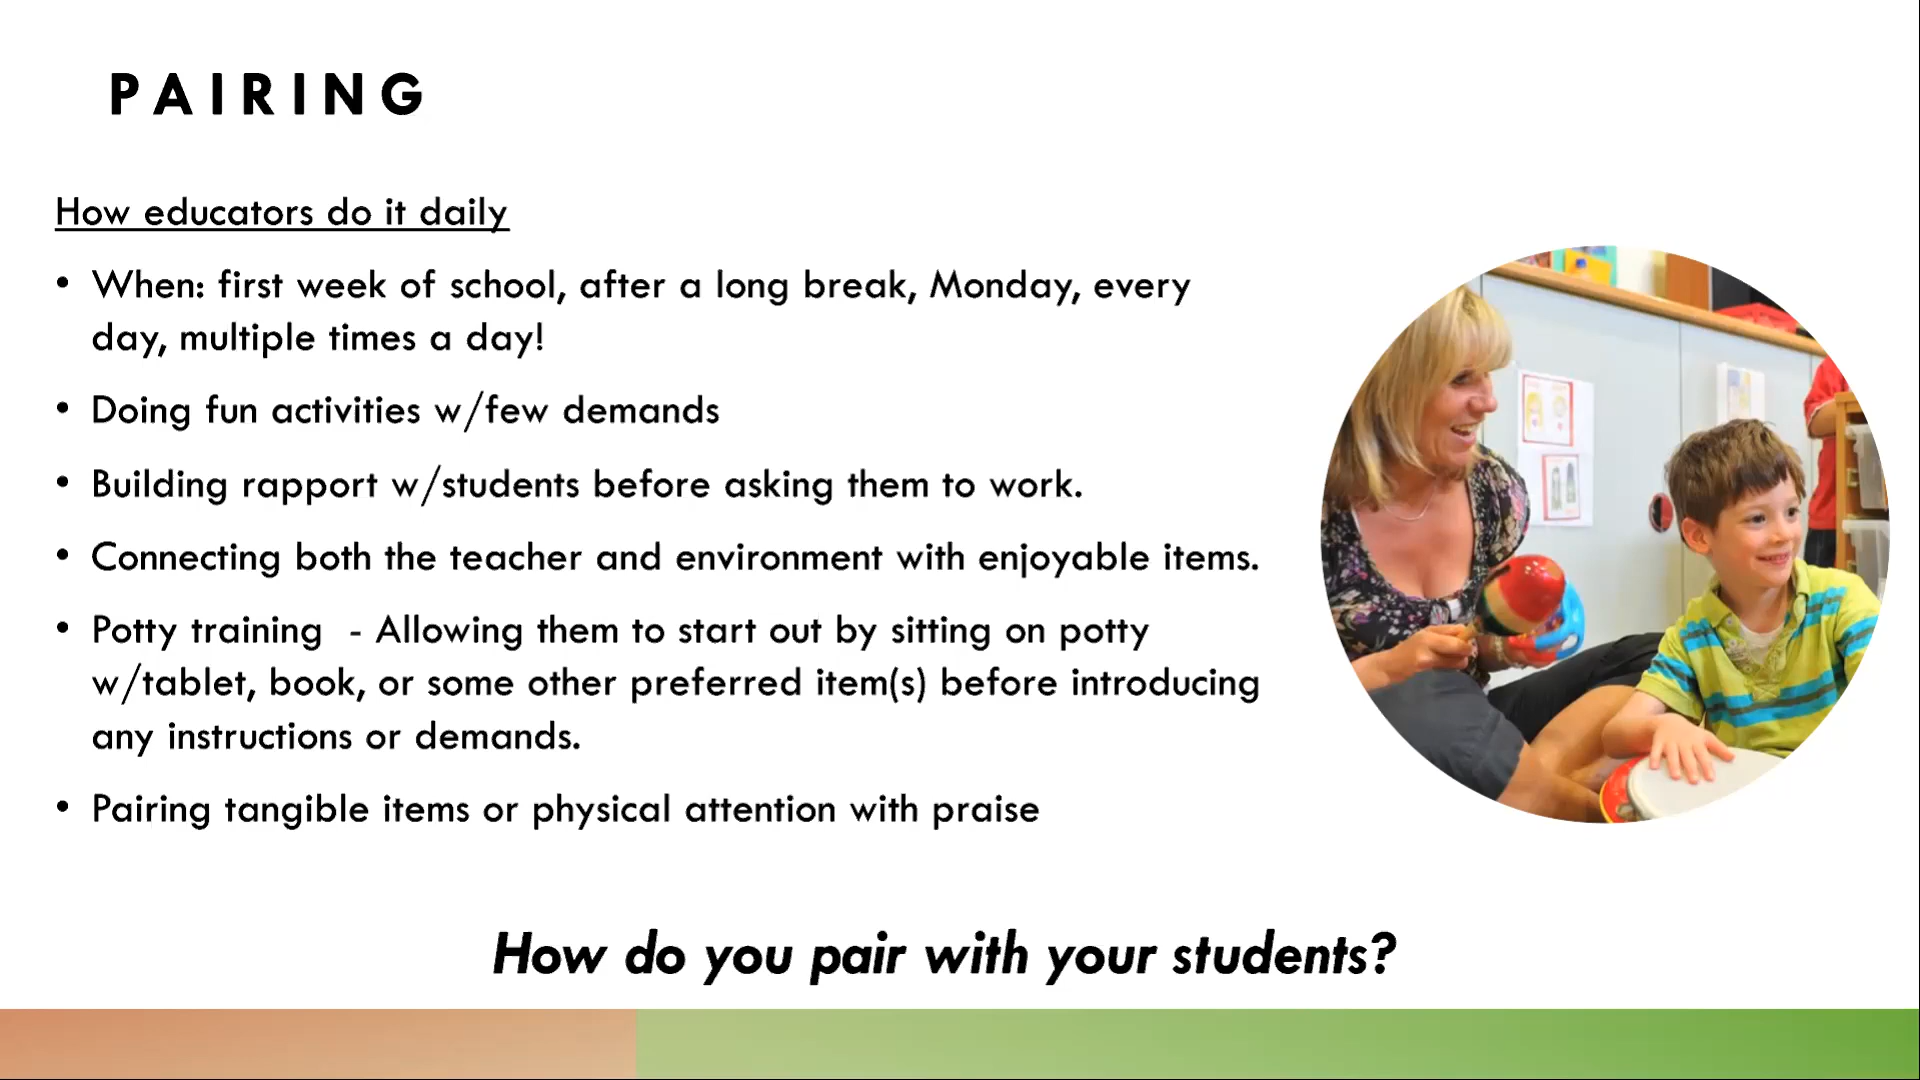 PAIRING
How educators do it daily
• When: first week of school, after a long break, Monday, every
day, multiple times a day!
• Doing fun activities w/few demands
• Building rapport w/students before asking them to work.
• Connecting both the teacher and environment with enjoyable items.
• Potty training  - Allowing them to start out by sitting on potty
w/tablet, book, or some other preferred item(s) before introducing
any instructions or demands.
• Pairing tangible items or physical attention with praise
How do you pair with your students?